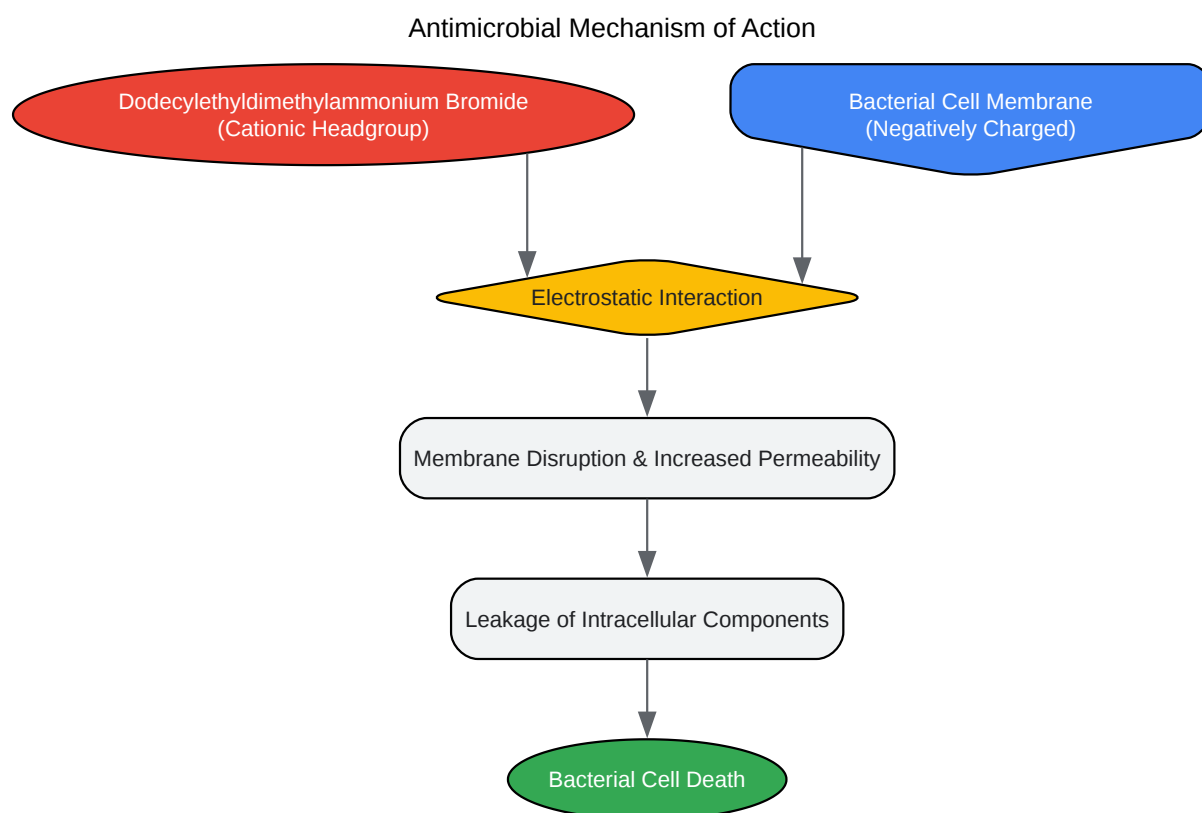 Antimicrobial Mechanism of Action
Dodecylethyldimethylammonium Bromide
(Cationic Headgroup)
Bacterial Cell Membrane
(Negatively Charged)
Electrostatic Interaction
Membrane Disruption & Increased Permeability
Leakage of Intracellular Components
Bacterial Cell Death